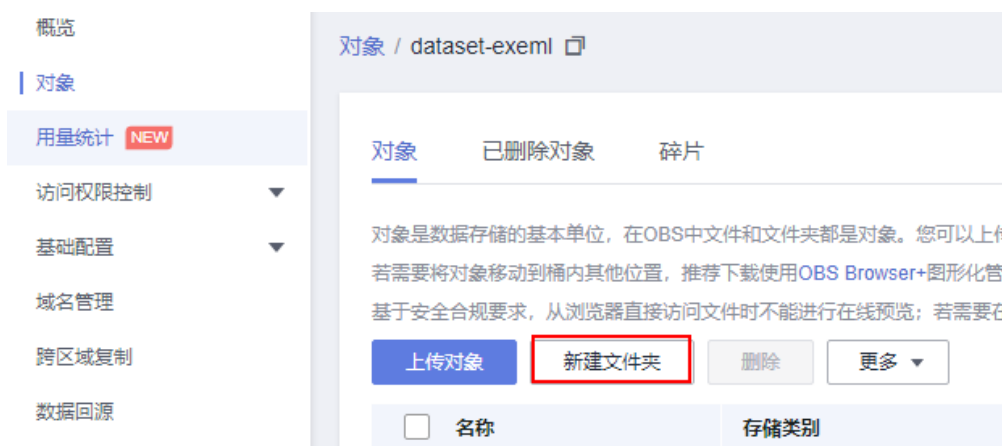 概览
对象
用量统计 NEW
访问权限控制
基础配置
域名管理
跨区域复制
数据回源
对象 / dataset-exeml
对象 已删除对象 碎片
对象是数据存储的基本单位，在OBS中文件和文件夹都是对象。您可以上
若需要将对象移动到桶内其他位置，推荐下载使用OBS Browser+图形化管
基于安全合规要求，从浏览器直接访问文件时不能进行在线预览；若需要在
上传对象 新建文件夹 删除 更多
名称 存储类别